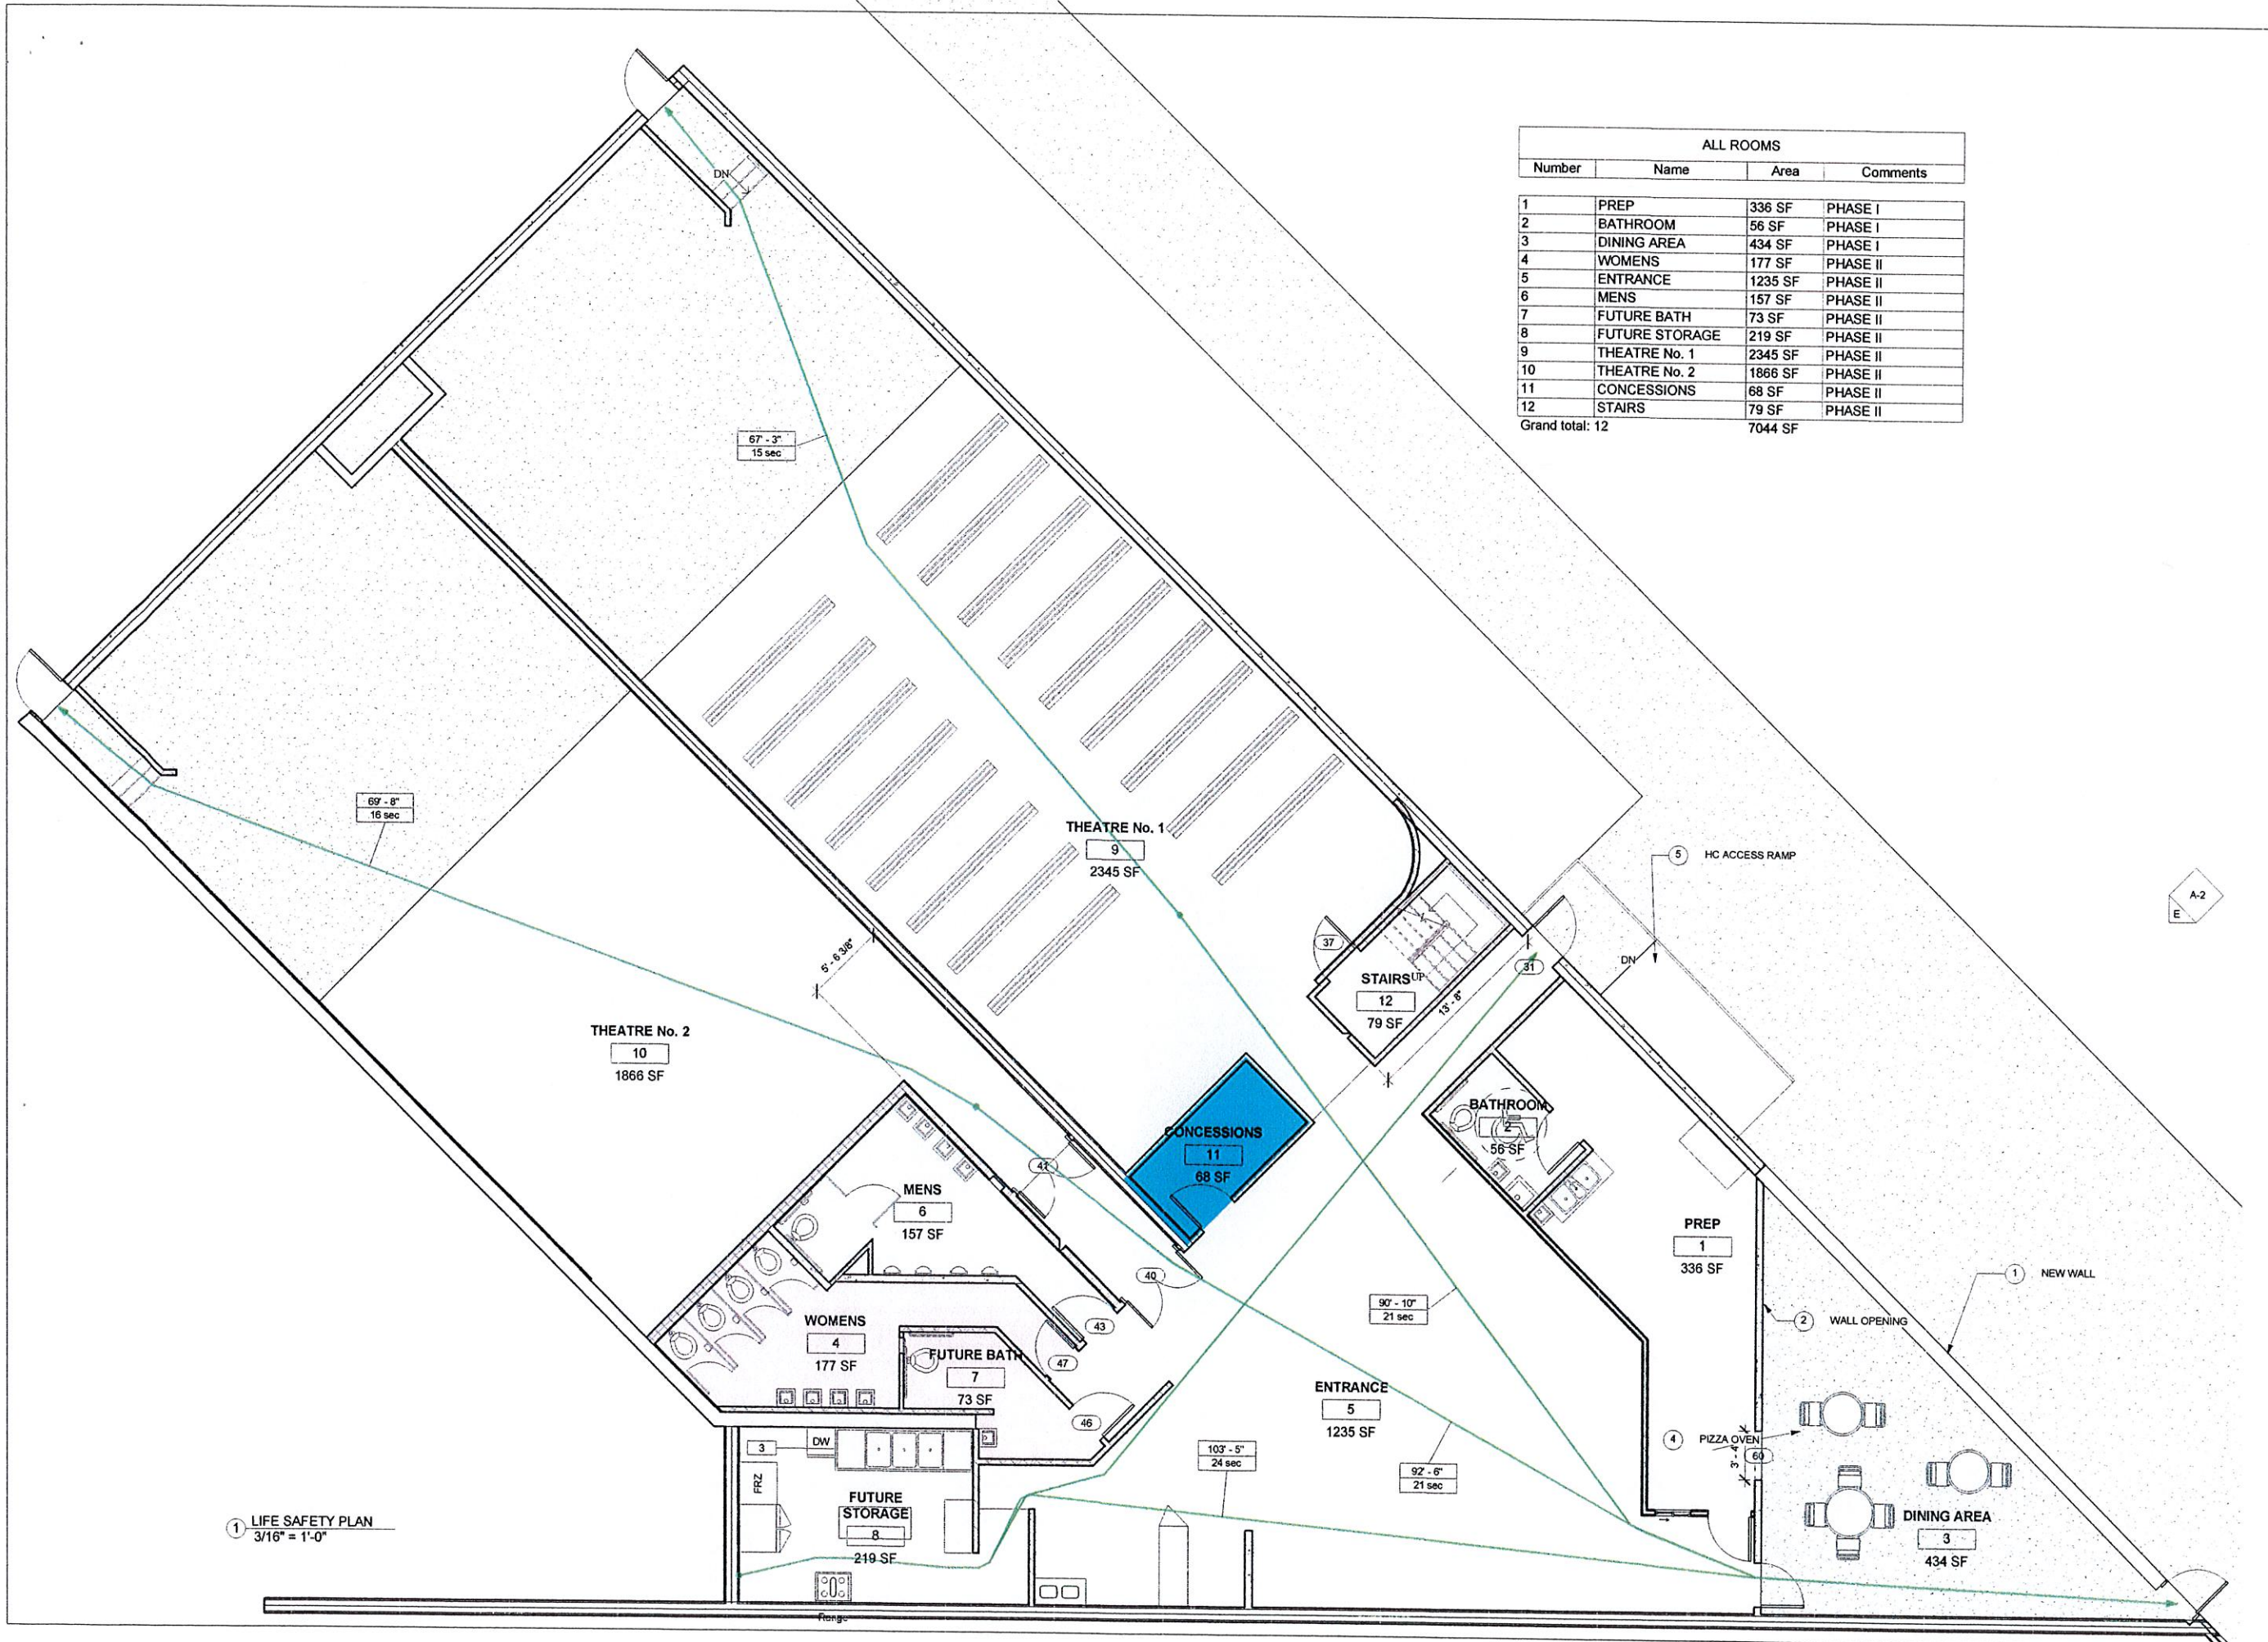 ALL ROOMS
Number Name Area Comments
1 PREP 336 SF PHASE I
2 BATHROOM 56 SF PHASE I
3 DINING AREA 434 SF PHASE I
4 WOMENS 177 SF PHASE II
5 ENTRANCE 1235 SF PHASE II
6 MENS 157 SF PHASE II
7 FUTURE BATH 73 SF PHASE II
8 FUTURE STORAGE 219 SF PHASE II
9 THEATRE No. 1 2345 SF PHASE II
10 THEATRE No. 2 1866 SF PHASE II
11 CONCESSIONS 68 SF PHASE II
12 STAIRS 79 SF PHASE II
Grand total: 12 7044 SF
DN
67' - 3"
15 sec
69' - 8"
16 sec
THEATRE No. 1
9
2345 SF
5 HC ACCESS RAMP
A-2
E
37
5' - 6 3/8"
31
DN
STAIRS
UP
12
79 SF
13' - 8"
THEATRE No. 2
10
1866 SF
BATHROOM
2
56 SF
CONCESSIONS
11
68 SF
41
MENS
6
157 SF
PREP
1
336 SF
40
1 NEW WALL
90' - 10"
21 sec
2 WALL OPENING
WOMENS
4
177 SF
43
47
FUTURE BATH
7
73 SF
46
ENTRANCE
5
1235 SF
3
DW
FRZ
103' - 5"
24 sec
92' - 6"
21 sec
4 PIZZA OVEN
3' - 4"
60
FUTURE
STORAGE
8
219 SF
DINING AREA
3
434 SF
1 LIFE SAFETY PLAN
3/16" = 1'-0"
Range